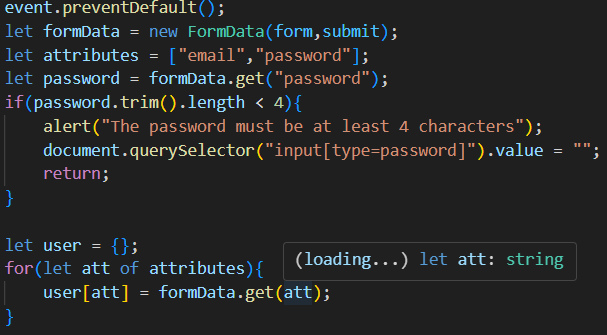 event.preventDefault();
let formData = new FormData(form,submit);
let attributes = ["email","password"];
let password = formData.get("password");
if(password.trim().length < 4){
    alert("The password must be at least 4 characters");
    document.querySelector("input[type=password]").value = "";
    return;
}

let user = {};
for(let att of attributes){
(loading...) let att: string
    user[att] = formData.get(att);
}